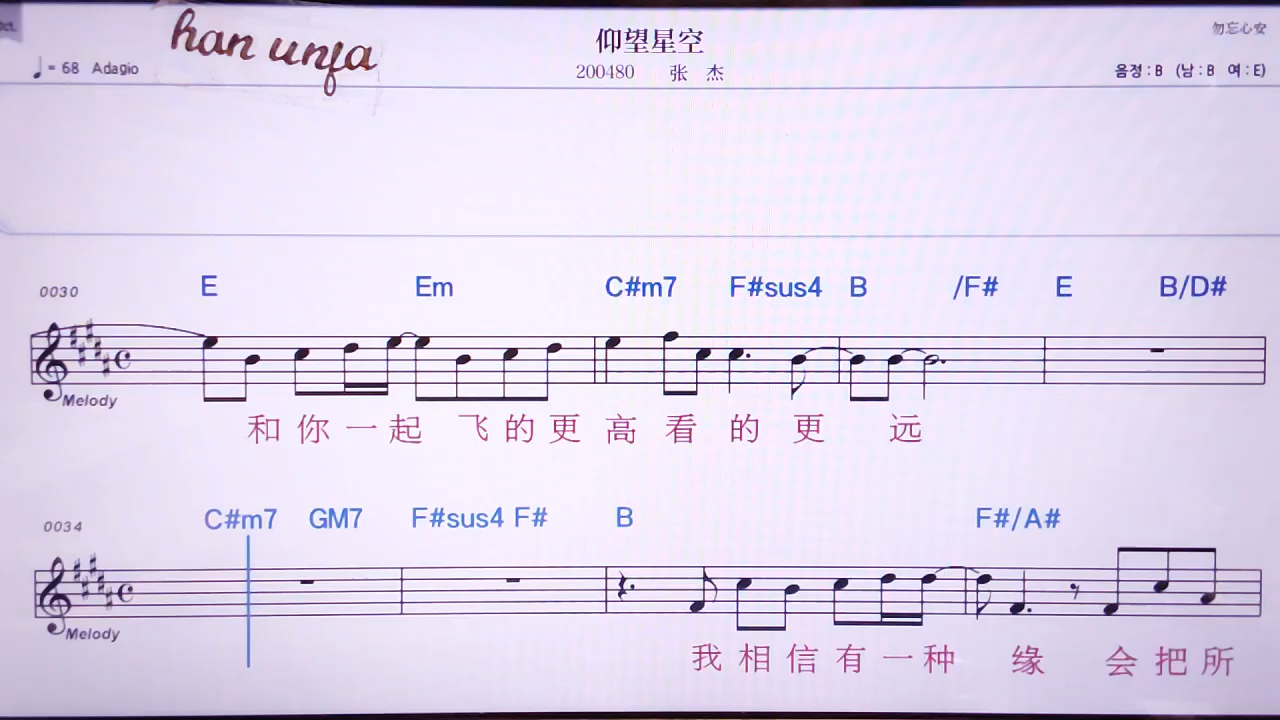 han unfa
仰望星空
勿忘心安
♩= 68 Adagio
200480 张 杰
음정 : B (남 : B 여 : E)
0030
E Em C#m7 F#sus4 B /F# E B/D#
Melody
和 你 一 起 飞 的 更 高 看 的 更 远
0034
C#m7 GM7 F#sus4 F# B F#/A#
Melody
我 相 信 有 一 种 缘 会 把 所